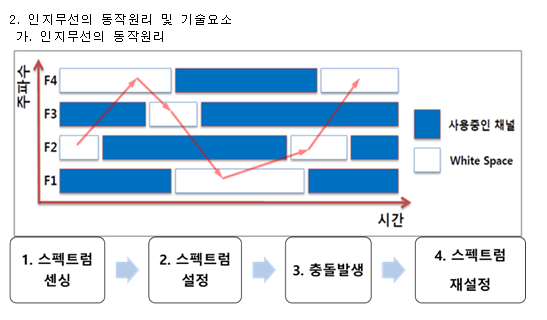 2. 인지무선의 동작원리 및 기술요소
가. 인지무선의 동작원리
주파수
F4
F3
F2
F1
시간
사용중인 채널
White Space
1. 스펙트럼
센싱
2. 스펙트럼
설정
3. 충돌발생
4. 스펙트럼
재설정